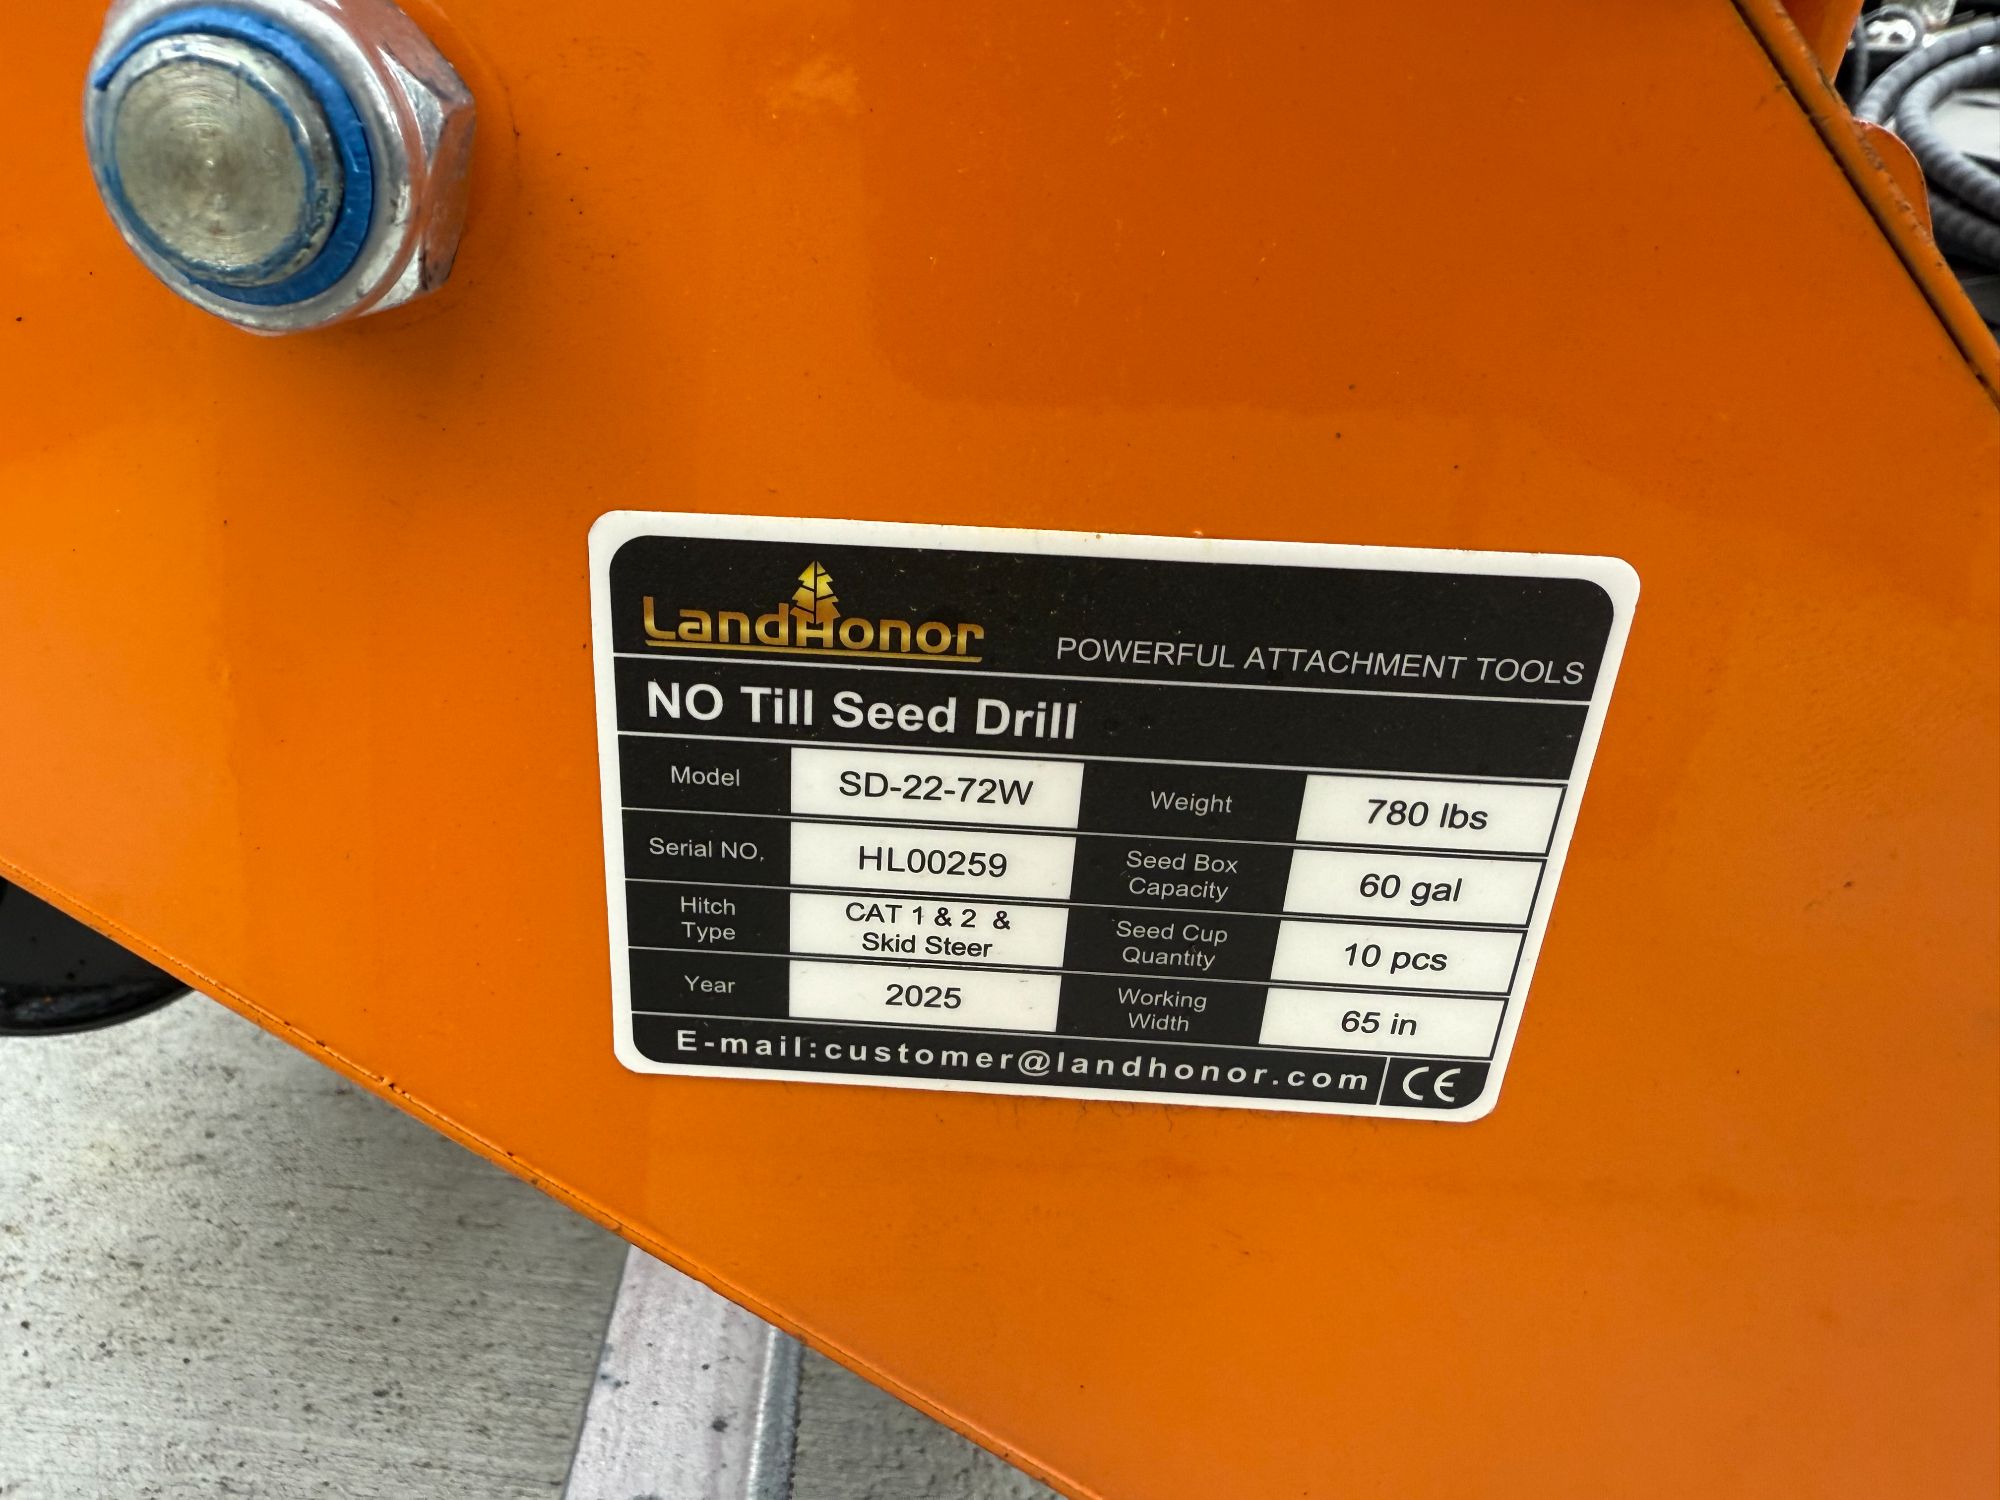 LandHonor POWERFUL ATTACHMENT TOOLS
NO Till Seed Drill
Model SD-22-72W Weight 780 lbs
Serial NO. HL00259 Seed Box Capacity 60 gal
Hitch Type CAT 1 & 2 & Skid Steer Seed Cup Quantity 10 pcs
Year 2025 Working Width 65 in
E-mail:customer@landhonor.com CE